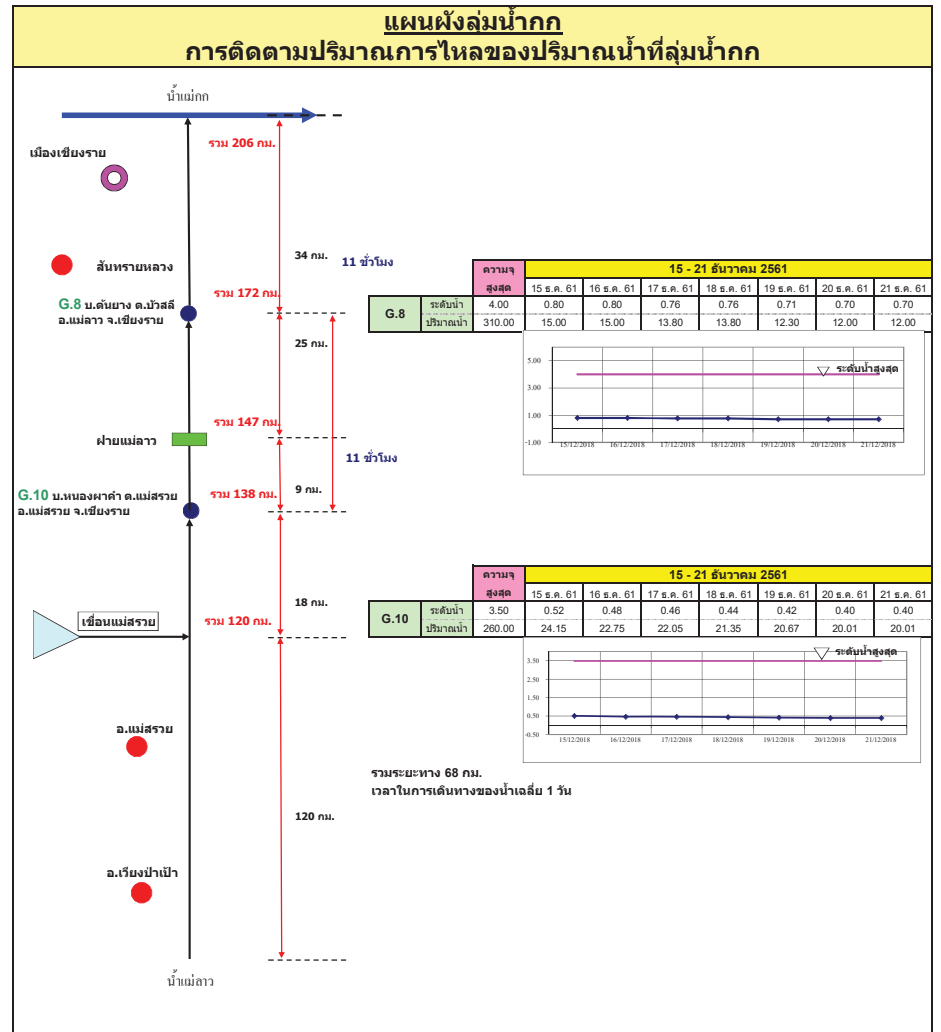 แผนผังลุ่มน้ำกก
การติดตามปริมาณการไหลของปริมาณน้ำที่ลุ่มน้ำกก
น้ำแม่กก
รวม 206 กม.
เมืองเชียงราย
34 กม.
11 ชั่วโมง
สันทรายหลวง
รวม 172 กม.
G.8 บ.ต้นยาง ต.บัวสลี
อ.แม่ลาว จ.เชียงราย
25 กม.
รวม 147 กม.
ฝายแม่ลาว
11 ชั่วโมง
9 กม.
รวม 138 กม.
G.10 บ.หนองผาคำ ต.แม่สรวย
อ.แม่สรวย จ.เชียงราย
18 กม.
เขื่อนแม่สรวย
รวม 120 กม.
อ.แม่สรวย
120 กม.
อ.เวียงป่าเป้า
น้ำแม่ลาว
ความจุ 15 - 21 ธันวาคม 2561
สูงสุด 15 ธ.ค. 61 16 ธ.ค. 61 17 ธ.ค. 61 18 ธ.ค. 61 19 ธ.ค. 61 20 ธ.ค. 61 21 ธ.ค. 61
G.8 ระดับน้ำ 4.00 0.80 0.80 0.76 0.76 0.71 0.70 0.70
ปริมาณน้ำ 310.00 15.00 15.00 13.80 13.80 12.30 12.00 12.00
ระดับน้ำสูงสุด
5.00
3.00
1.00
-1.00
15/12/2018 16/12/2018 17/12/2018 18/12/2018 19/12/2018 20/12/2018 21/12/2018
ความจุ 15 - 21 ธันวาคม 2561
สูงสุด 15 ธ.ค. 61 16 ธ.ค. 61 17 ธ.ค. 61 18 ธ.ค. 61 19 ธ.ค. 61 20 ธ.ค. 61 21 ธ.ค. 61
G.10 ระดับน้ำ 3.50 0.52 0.48 0.46 0.44 0.42 0.40 0.40
ปริมาณน้ำ 260.00 24.15 22.75 22.05 21.35 20.67 20.01 20.01
ระดับน้ำสูงสุด
3.50
2.50
1.50
0.50
-0.50
15/12/2018 16/12/2018 17/12/2018 18/12/2018 19/12/2018 20/12/2018 21/12/2018
รวมระยะทาง 68 กม.
เวลาในการเดินทางของน้ำเฉลี่ย 1 วัน